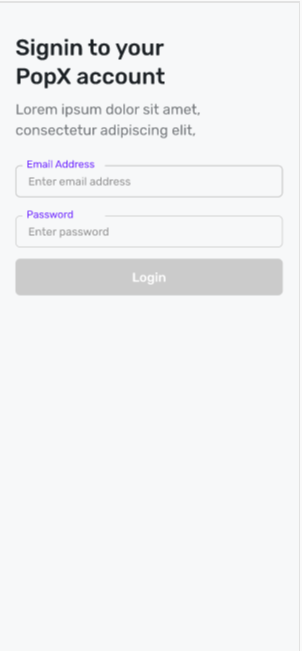 Signin to your
PopX account
Lorem ipsum dolor sit amet,
consectetur adipiscing elit,
Email Address
Enter email address
Password
Enter password
Login